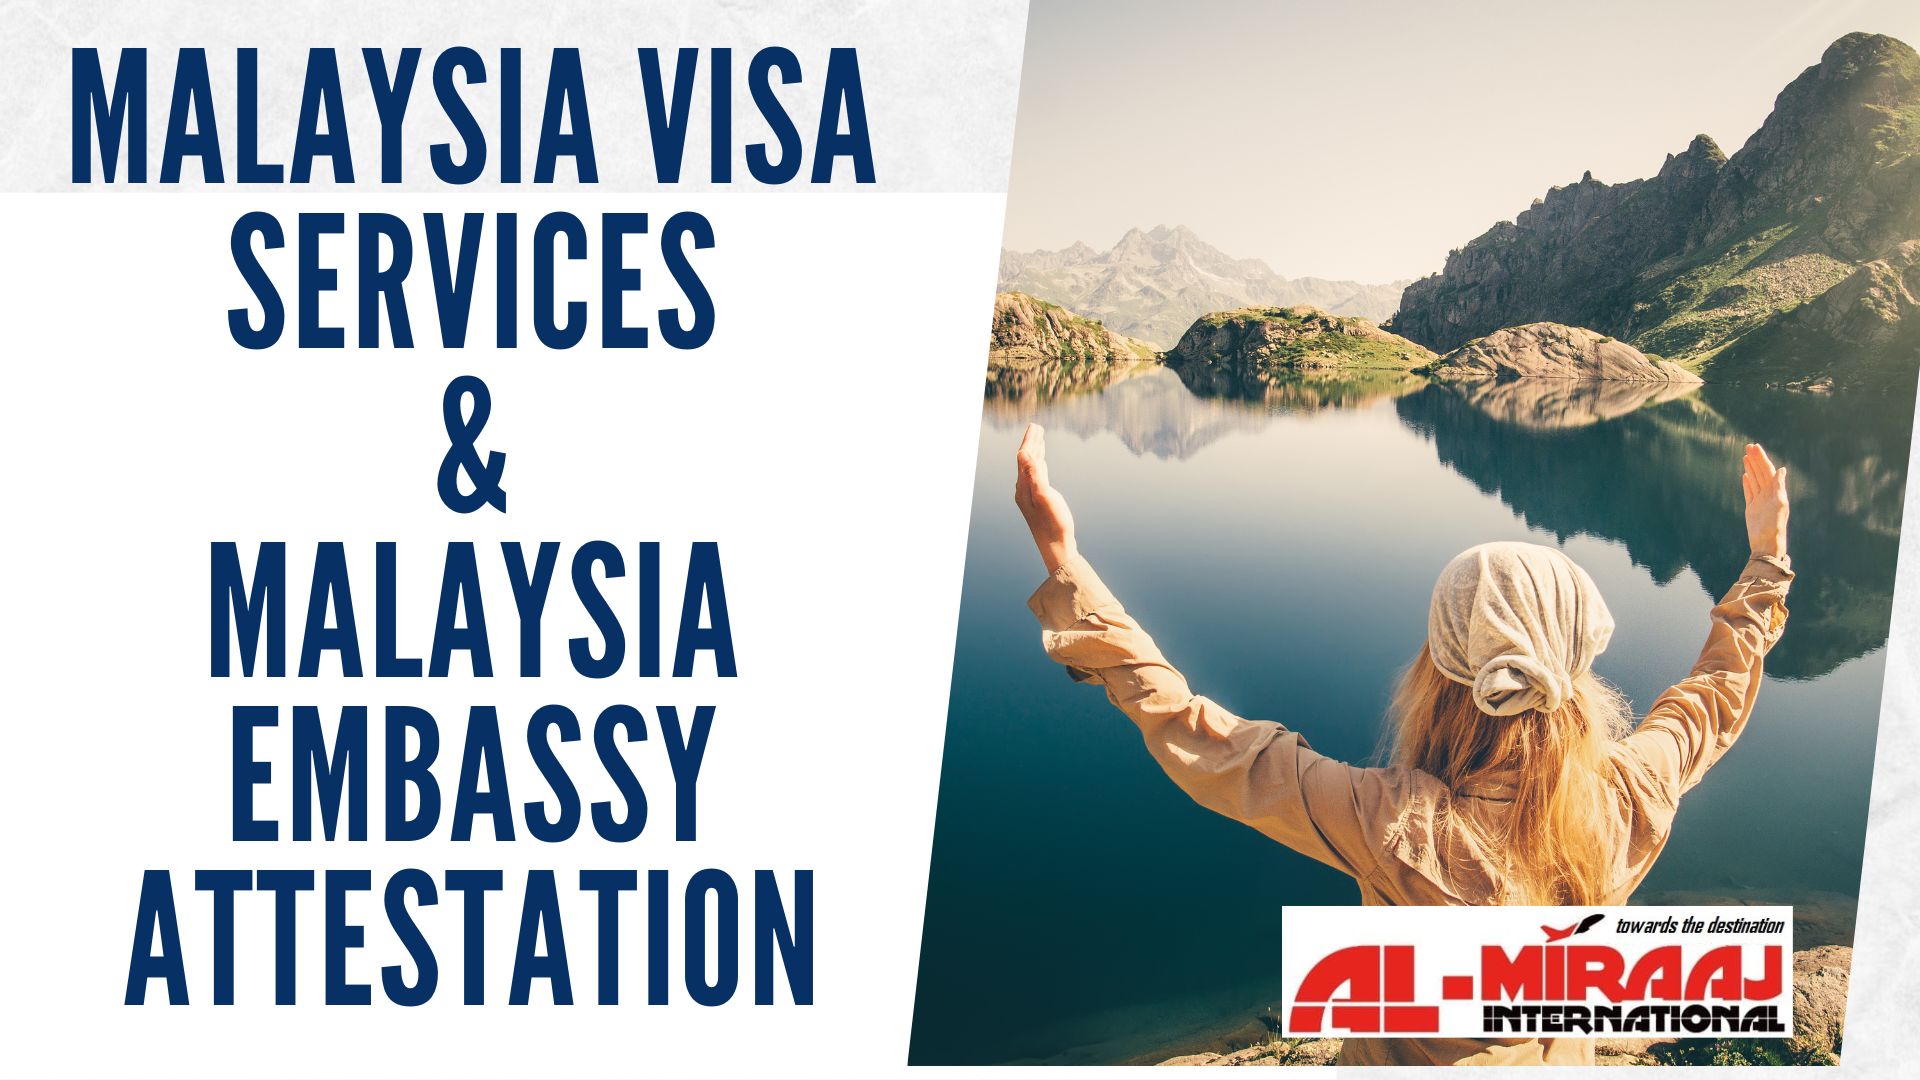 MALAYSIA VISA
SERVICES
&
MALAYSIA
EMBASSY
ATTESTATION
towards the destination
AL-MIRAAJ
INTERNATIONAL